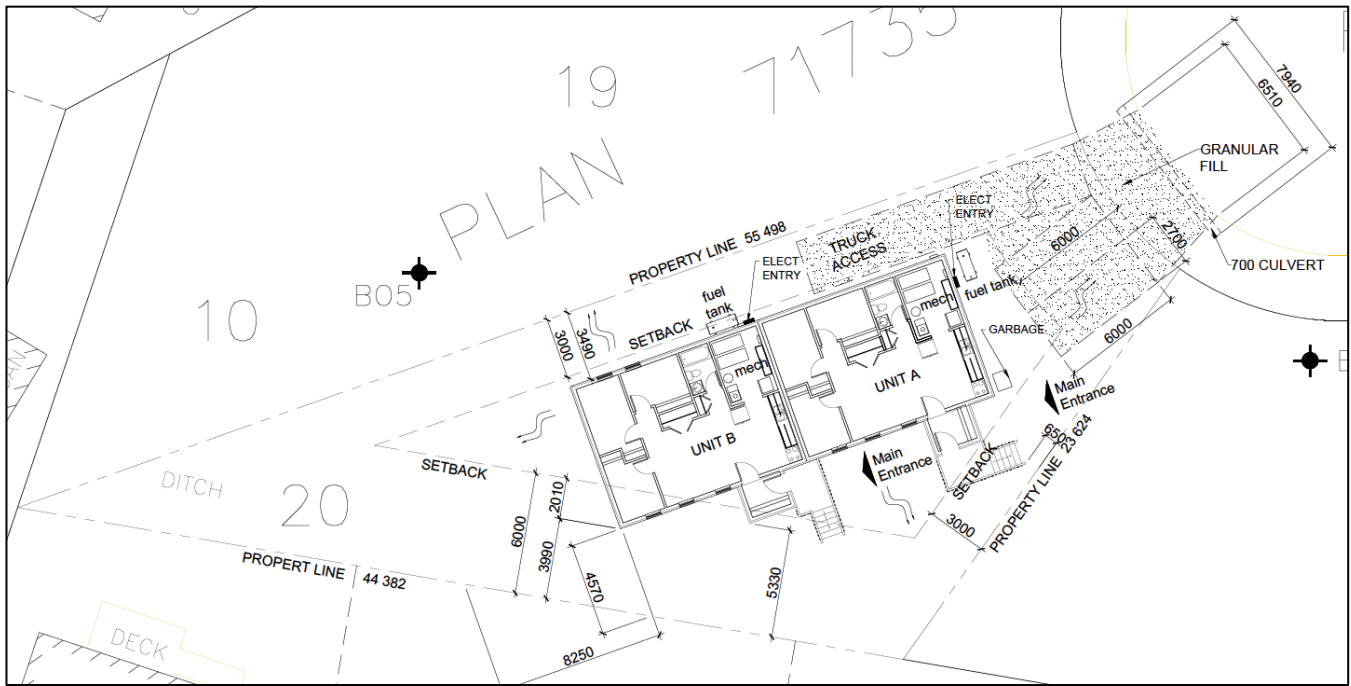 19
71735
PLAN
7940
6510
GRANULAR
FILL
ELECT
ENTRY
TRUCK
ACCESS
6000
2700
700 CULVERT
PROPERTY LINE 55 498
ELECT
ENTRY
B05
10
fuel
tank
fuel tank
mech
SETBACK
3000
3490
GARBAGE
6000
UNIT A
mech
Main
Entrance
UNIT B
650
PROPERTY LINE 23 624
SETBACK
Main
Entrance
SETBACK
DITCH
20
2010
6000
3990
3000
PROPERT LINE 44 382
4570
5330
DECK
8250